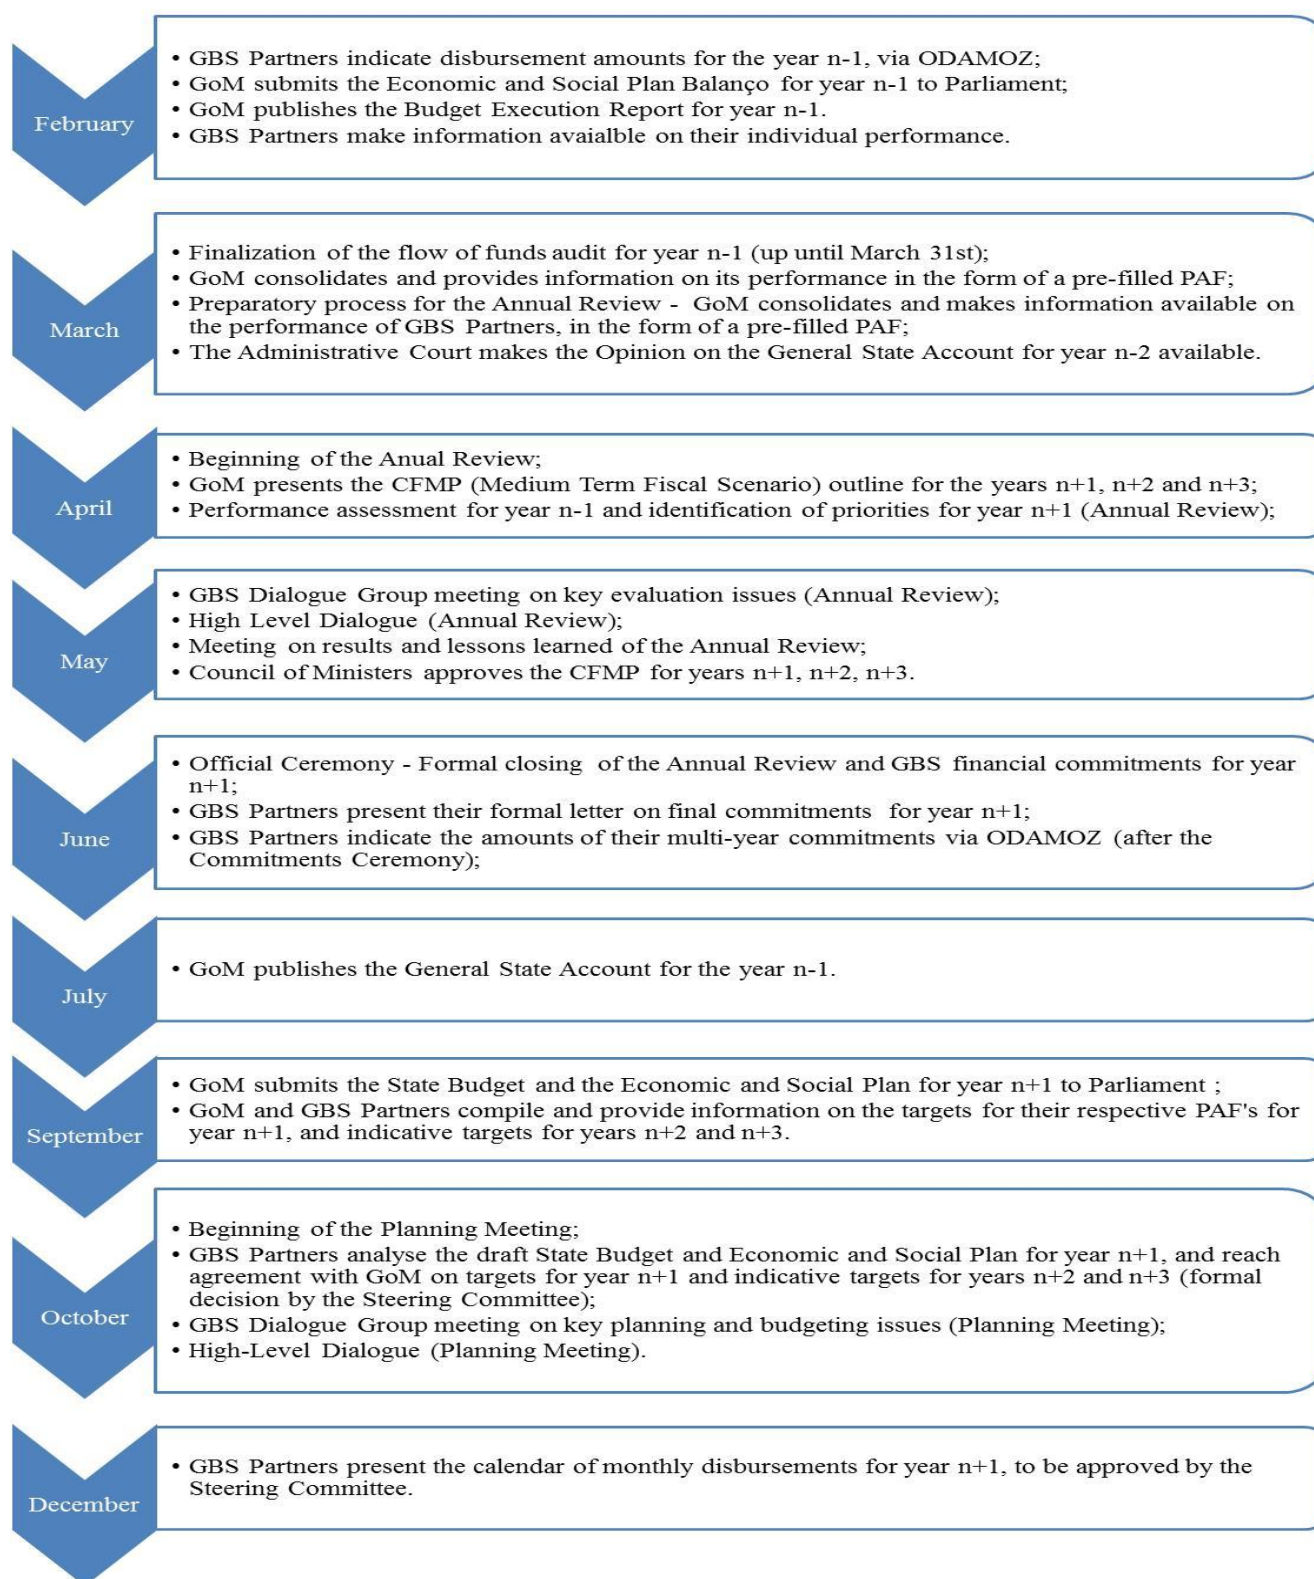 February
• GBS Partners indicate disbursement amounts for the year n-1, via ODAMOZ;
• GoM submits the Economic and Social Plan Balanço for year n-1 to Parliament;
• GoM publishes the Budget Execution Report for year n-1.
• GBS Partners make information avaialble on their individual performance.
March
• Finalization of the flow of funds audit for year n-1 (up until March 31st);
• GoM consolidates and provides information on its performance in the form of a pre-filled PAF;
• Preparatory process for the Annual Review - GoM consolidates and makes information available on
the performance of GBS Partners, in the form of a pre-filled PAF;
• The Administrative Court makes the Opinion on the General State Account for year n-2 available.
April
• Beginning of the Anual Review;
• GoM presents the CFMP (Medium Term Fiscal Scenario) outline for the years n+1, n+2 and n+3;
• Performance assessment for year n-1 and identification of priorities for year n+1 (Annual Review);
May
• GBS Dialogue Group meeting on key evaluation issues (Annual Review);
• High Level Dialogue (Annual Review);
• Meeting on results and lessons learned of the Annual Review;
• Council of Ministers approves the CFMP for years n+1, n+2, n+3.
June
• Official Ceremony - Formal closing of the Annual Review and GBS financial commitments for year
n+1;
• GBS Partners present their formal letter on final commitments for year n+1;
• GBS Partners indicate the amounts of their multi-year commitments via ODAMOZ (after the
Commitments Ceremony);
July
• GoM publishes the General State Account for the year n-1.
September
• GoM submits the State Budget and the Economic and Social Plan for year n+1 to Parliament ;
• GoM and GBS Partners compile and provide information on the targets for their respective PAF's for
year n+1, and indicative targets for years n+2 and n+3.
October
• Beginning of the Planning Meeting;
• GBS Partners analyse the draft State Budget and Economic and Social Plan for year n+1, and reach
agreement with GoM on targets for year n+1 and indicative targets for years n+2 and n+3 (formal
decision by the Steering Committee);
• GBS Dialogue Group meeting on key planning and budgeting issues (Planning Meeting);
• High-Level Dialogue (Planning Meeting).
December
• GBS Partners present the calendar of monthly disbursements for year n+1, to be approved by the
Steering Committee.